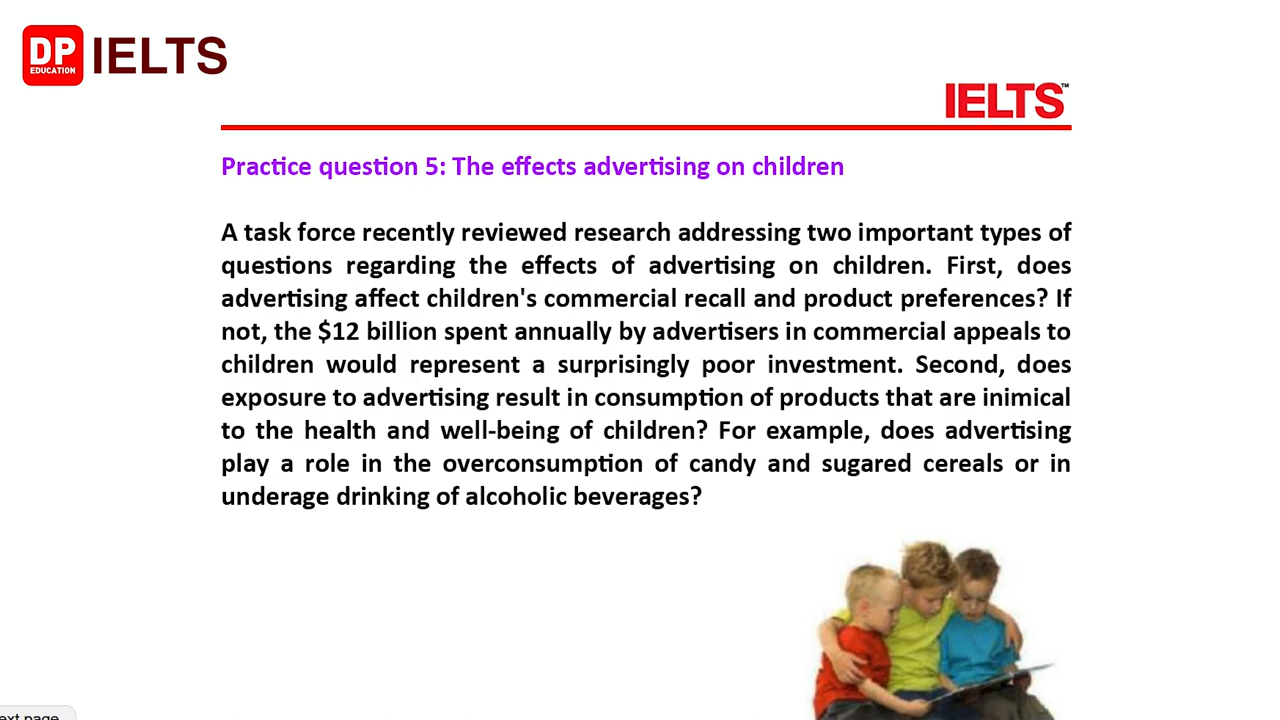 DP
EDUCATION
IELTS
IELTS™
Practice question 5: The effects advertising on children
A task force recently reviewed research addressing two important types of
questions regarding the effects of advertising on children. First, does
advertising affect children's commercial recall and product preferences? If
not, the $12 billion spent annually by advertisers in commercial appeals to
children would represent a surprisingly poor investment. Second, does
exposure to advertising result in consumption of products that are inimical
to the health and well-being of children? For example, does advertising
play a role in the overconsumption of candy and sugared cereals or in
underage drinking of alcoholic beverages?
ext page